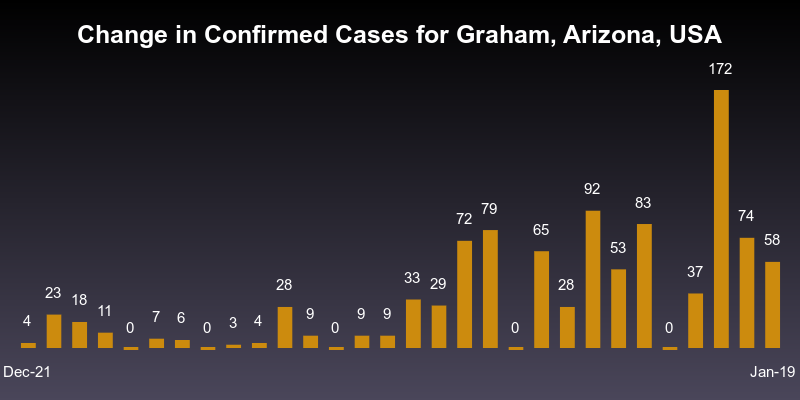 Change in Confirmed Cases for Graham, Arizona, USA
4 23 18 11 0 7 6 0 3 4 28 9 0 9 9 33 29 72 79 0 65 28 92 53 83 0 37 172 74 58
Dec-21 Jan-19